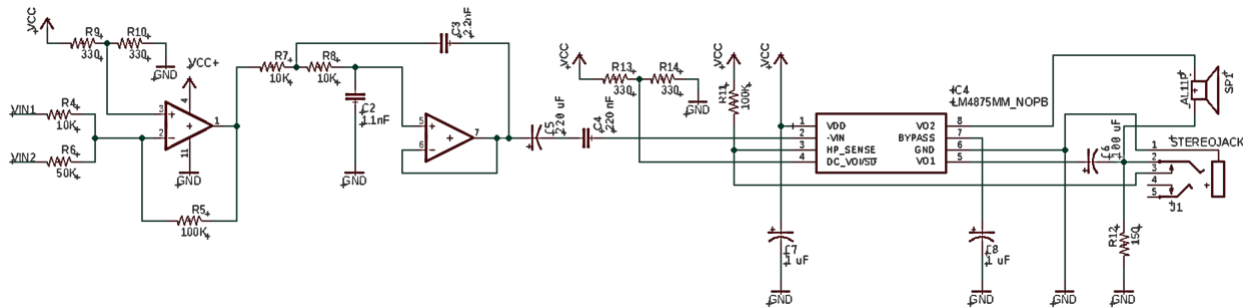 VCC
R9
330
R10
330
GND
VCC+
4
VIN1
R4
10K
VIN2
R6
50K
3
2
1
11
GND
R5
100K
R7
10K
R8
10K
C3
2.2nF
C2
1.1nF
GND
5
6
7
C5
220 uF
C4
220 nF
VCC
R13
330
R14
330
GND
VCC
R11
100K
VCC
IC4
LM4875MM_NOPB
1 VDD
2 -VIN
3 HP_SENSE
4 DC_VOI/SD
VO2 8
BYPASS 7
GND 6
VO1 5
C7
1 uF
GND
C8
1 uF
GND
GND
C6
100 uF
R12
150
GND
AL11P
SP1
STEREOJACK
1
2
3
4
5
J1